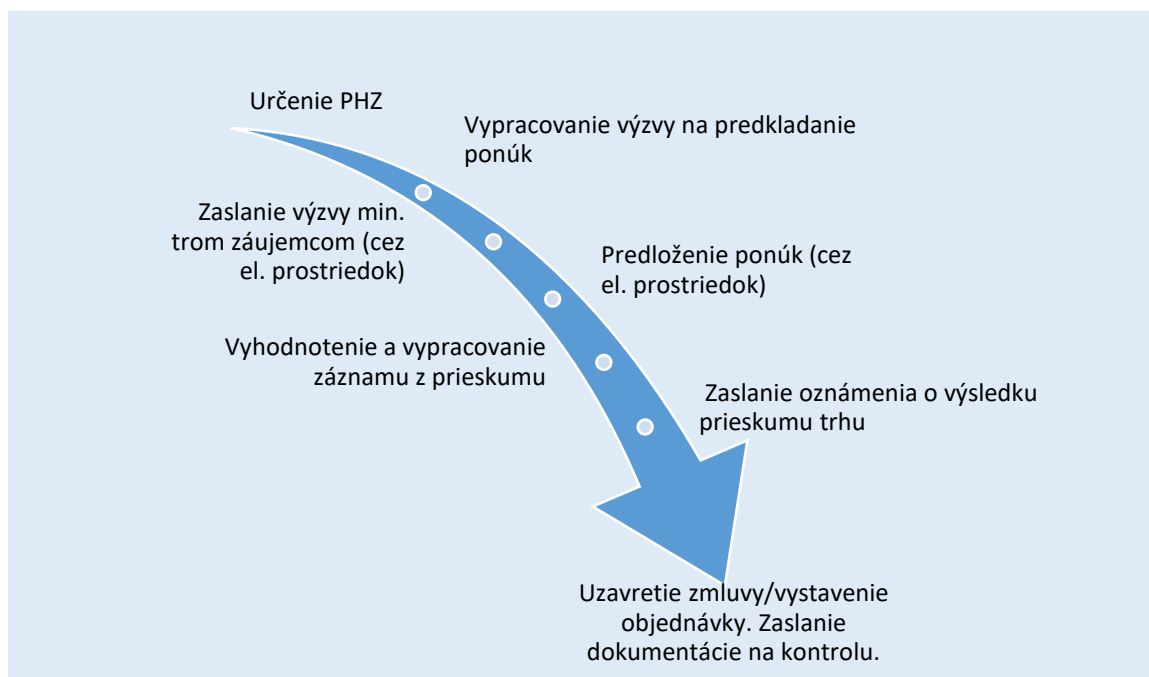 Určenie PHZ
Vypracovanie výzvy na predkladanie
ponúk
Zaslanie výzvy min.
trom záujemcom (cez
el. prostriedok)
Predloženie ponúk (cez
el. prostriedok)
Vyhodnotenie a vypracovanie
záznamu z prieskumu
Zaslanie oznámenia o výsledku
prieskumu trhu
Uzavretie zmluvy/vystavenie
objednávky. Zaslanie
dokumentácie na kontrolu.